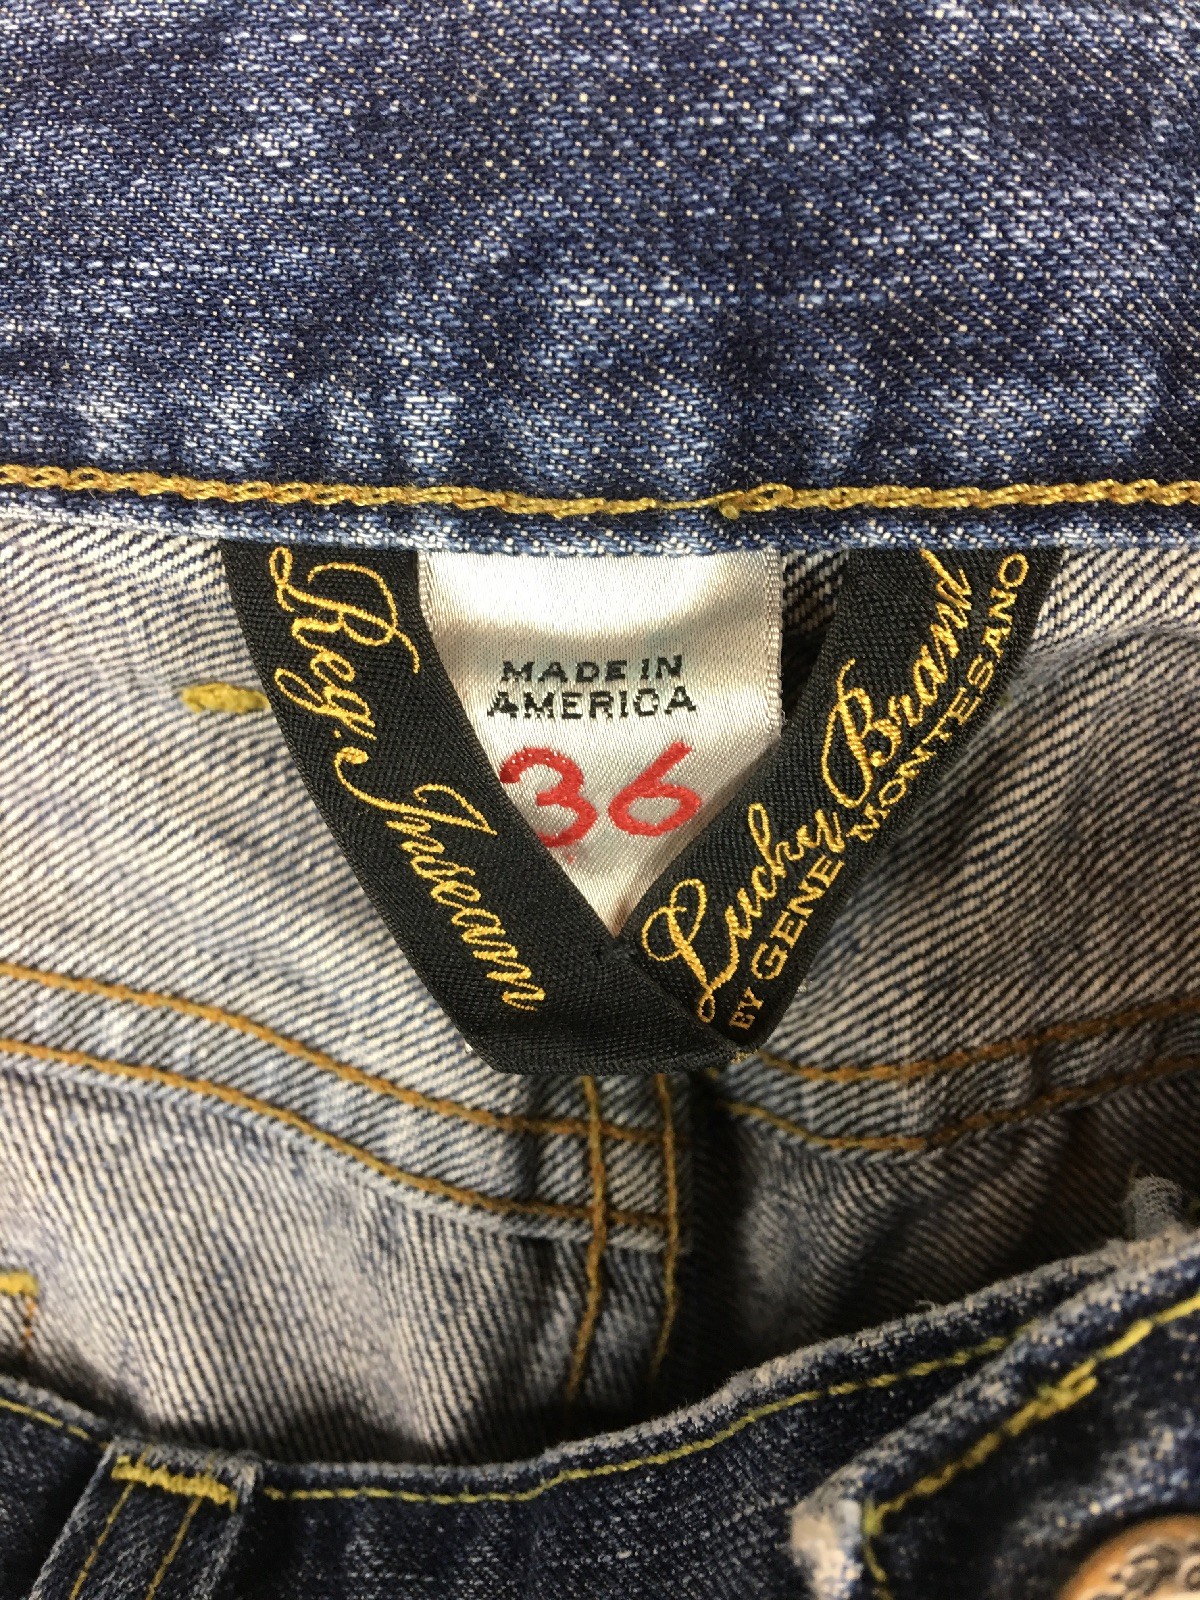 Reg. Inseam
MADE IN
AMERICA
36
Lucky Brand
BY GENE MONTESANO